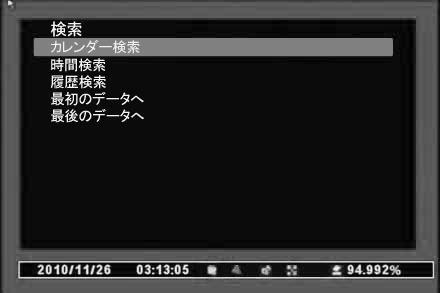 検索
カレンダー検索
時間検索
履歴検索
最初のデータへ
最後のデータへ
2010/11/26 03:13:05 94.992%